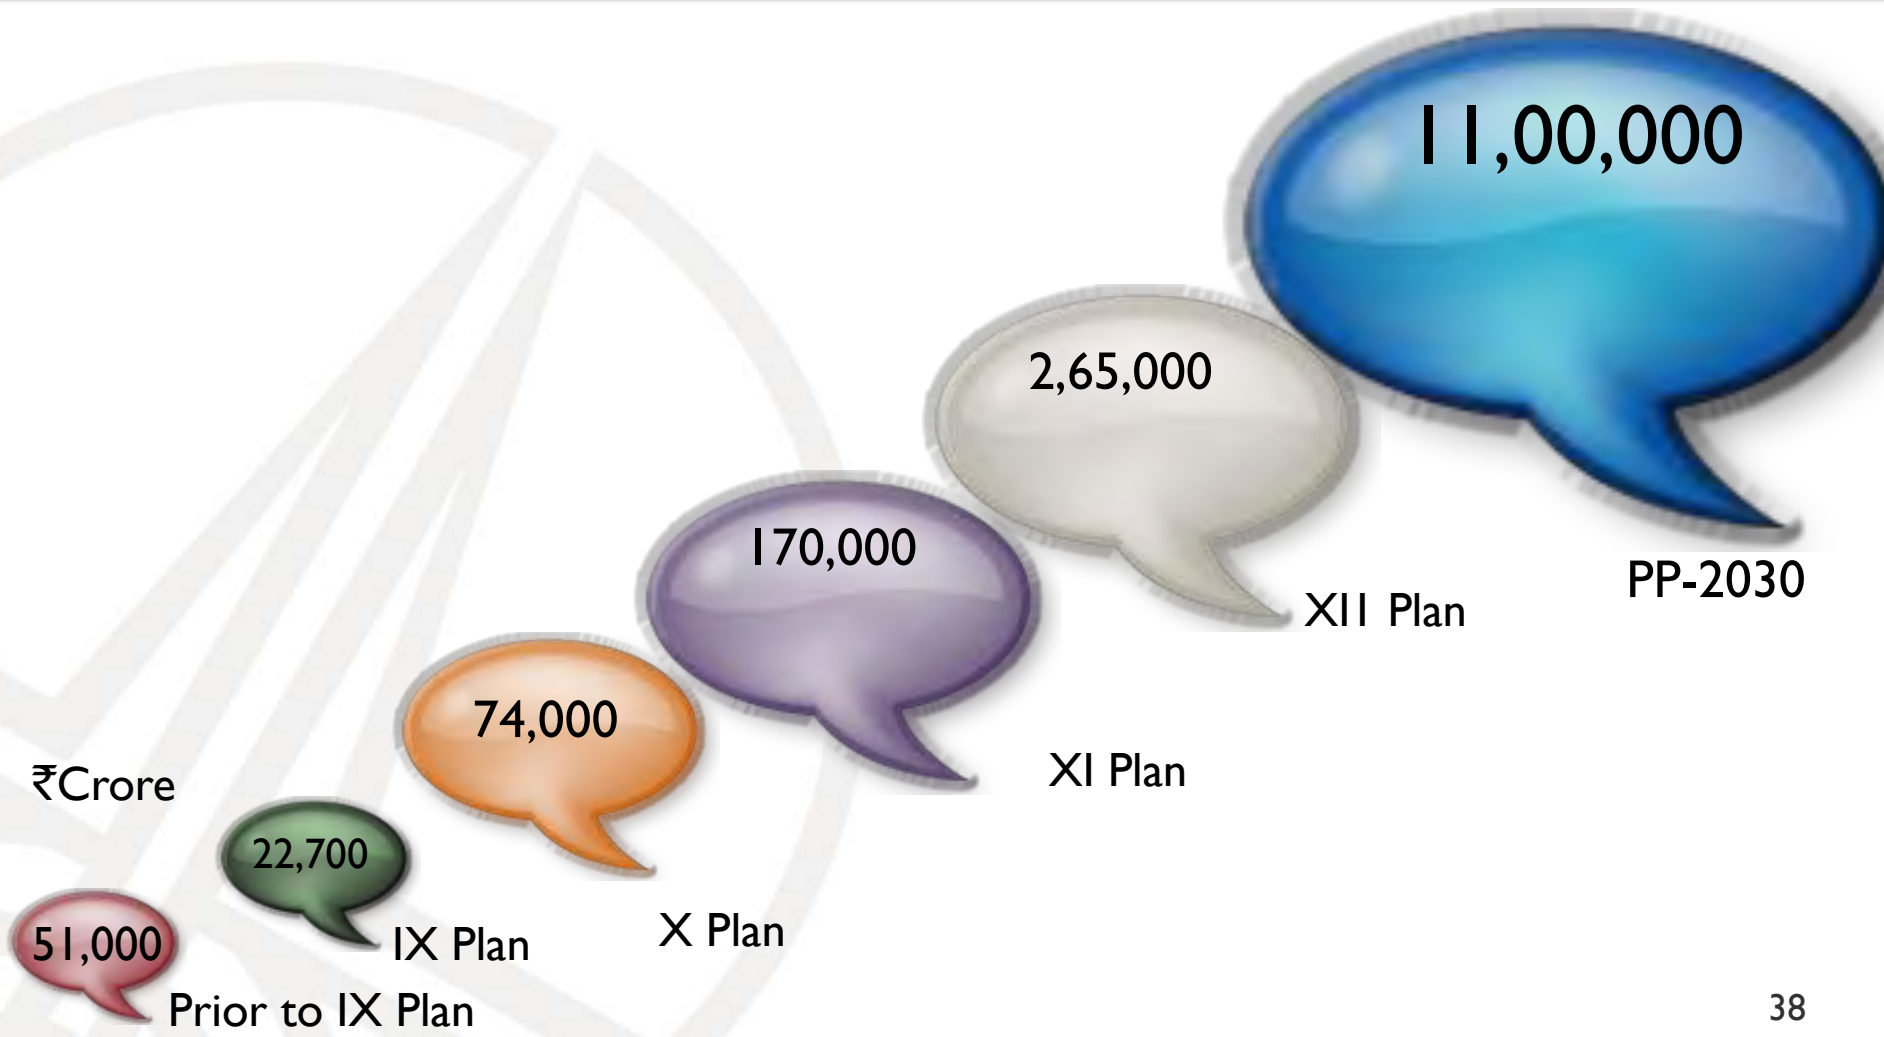 11,00,000
PP-2030
2,65,000
XII Plan
170,000
XI Plan
74,000
X Plan
₹Crore
22,700
IX Plan
51,000
Prior to IX Plan
38